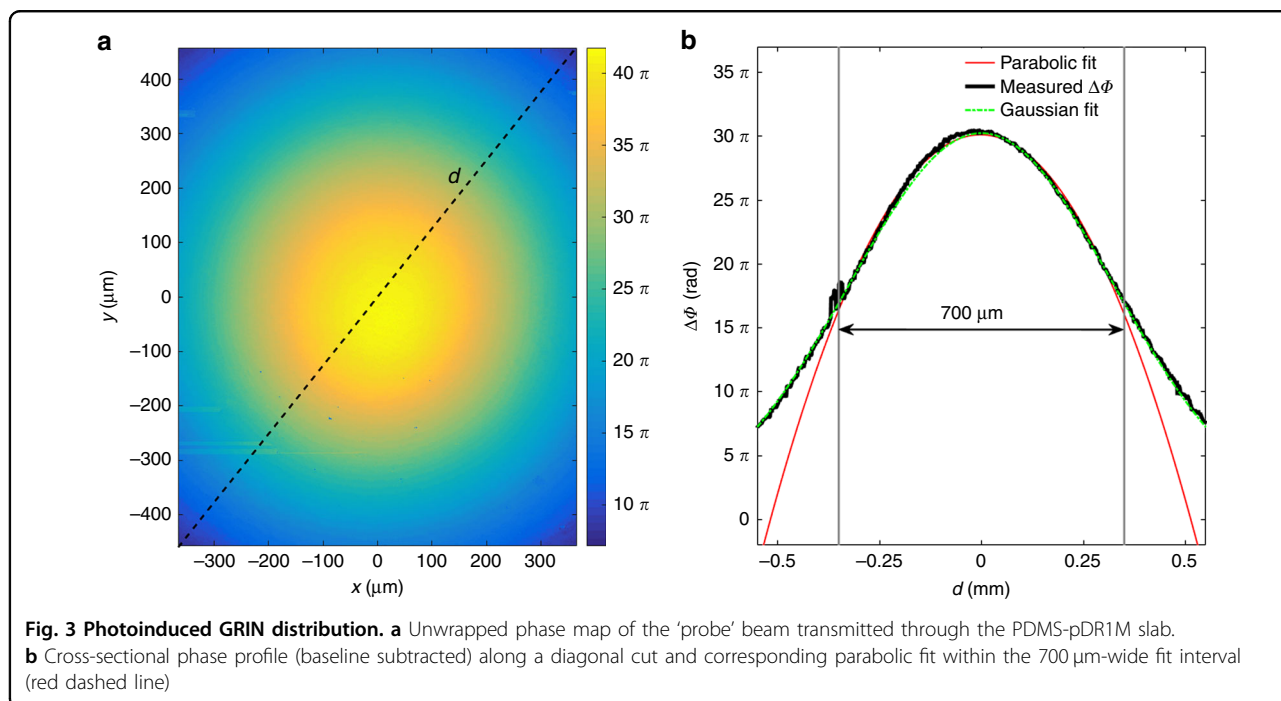 a
400
300
200
100
0
−100
−200
−300
−400
y (μm)
d
−300 −200 −100 0 100 200 300
x (μm)
40 π
35 π
30 π
25 π
20 π
15 π
10 π
b
35 π
30 π
25 π
20 π
15 π
10 π
5 π
0
ΔΦ (rad)
Parabolic fit
Measured ΔΦ
Gaussian fit
700 μm
−0.5 −0.25 0 0.25 0.5
d (mm)
Fig. 3 Photoinduced GRIN distribution. a Unwrapped phase map of the ‘probe’ beam transmitted through the PDMS-pDR1M slab.
b Cross-sectional phase profile (baseline subtracted) along a diagonal cut and corresponding parabolic fit within the 700 μm-wide fit interval
(red dashed line)